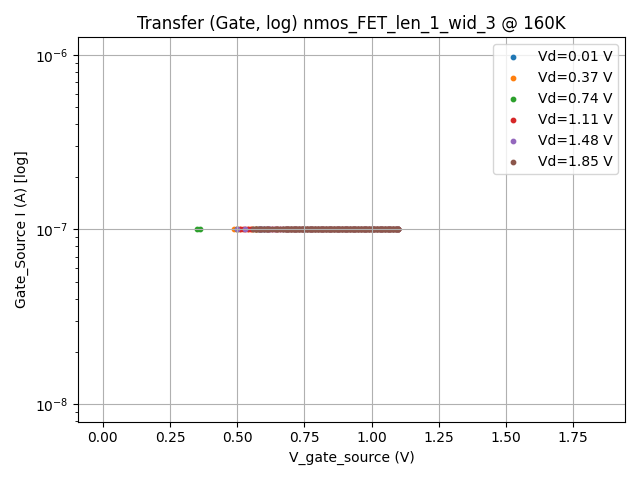 Transfer (Gate, log) nmos_FET_len_1_wid_3 @ 160K
Gate_Source I (A) [log]
10⁻⁶
10⁻⁷
10⁻⁸
Vd=0.01 V
Vd=0.37 V
Vd=0.74 V
Vd=1.11 V
Vd=1.48 V
Vd=1.85 V
0.00 0.25 0.50 0.75 1.00 1.25 1.50 1.75
V_gate_source (V)